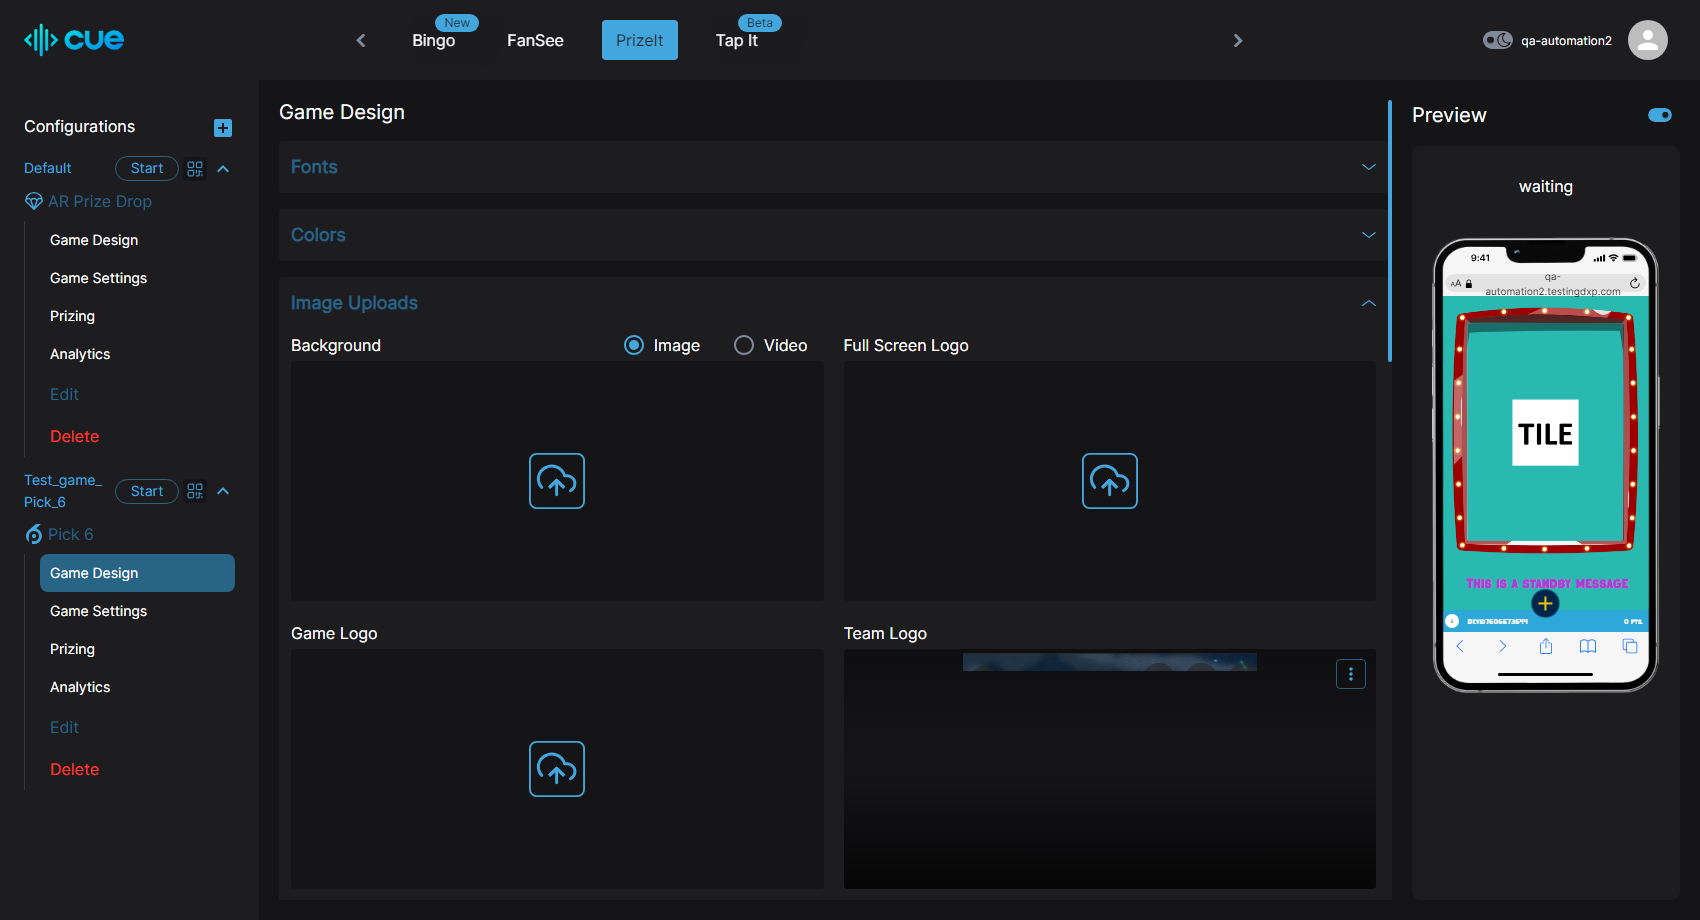 cue
New
Bingo
FanSee
PrizeIt
Beta
Tap It
qa-automation2
Configurations
Default
Start
AR Prize Drop
Game Design
Game Settings
Prizing
Analytics
Edit
Delete
Test_game_
Pick_6
Start
Pick 6
Game Design
Game Settings
Prizing
Analytics
Edit
Delete
Game Design
Fonts
Colors
Image Uploads
Background
Image
Video
Full Screen Logo
Game Logo
Team Logo
Preview
waiting
9:41
AA
qa-
automation2.testingdxp.com
TILE
THIS IS A STANDBY MESSAGE
0 PTS.